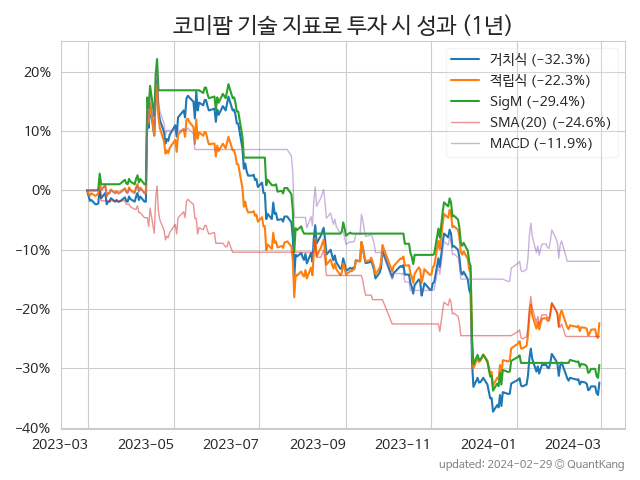 코미팜 기술 지표로 투자 시 성과 (1년)
거치식 (−32.3%)
적립식 (−22.3%)
SigM (−29.4%)
SMA(20) (−24.6%)
MACD (−11.9%)
20%
10%
0%
−10%
−20%
−30%
−40%
2023−03 2023−05 2023−07 2023−09 2023−11 2024−01 2024−03
updated: 2024−02−29 ⓒ QuantKang